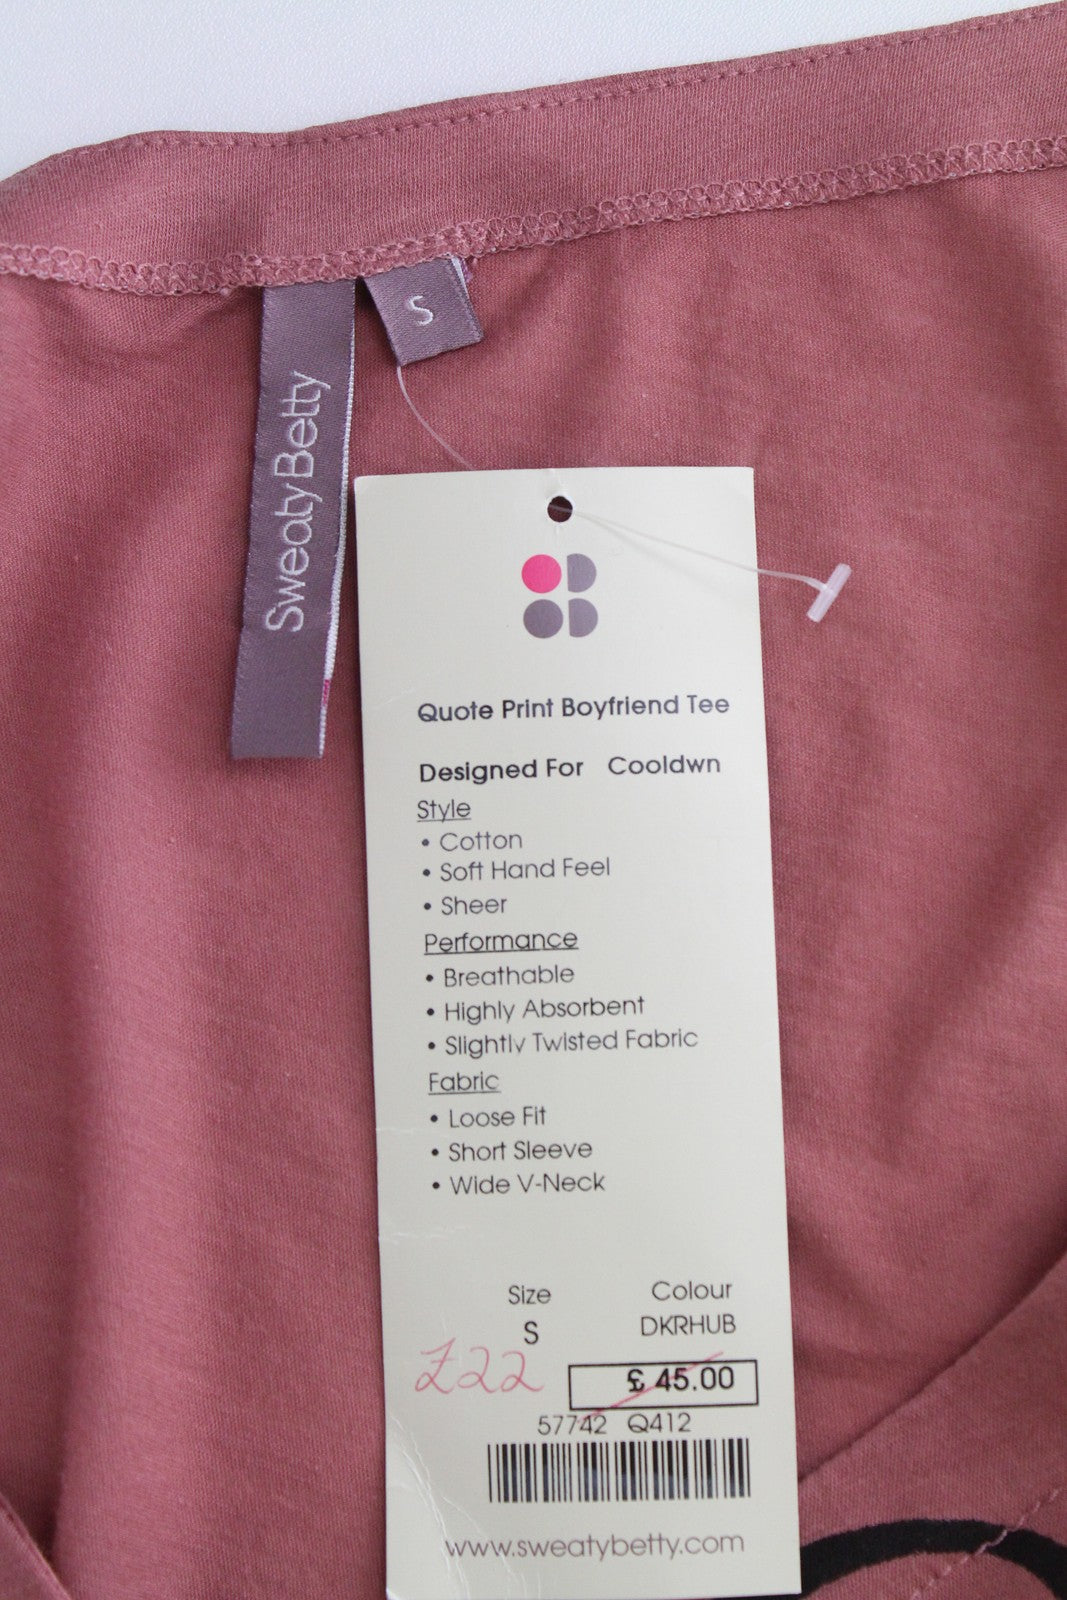 S
SweatyBetty
Quote Print Boyfriend Tee
Designed For Cooldwn
Style
• Cotton
• Soft Hand Feel
• Sheer
Performance
• Breathable
• Highly Absorbent
• Slightly Twisted Fabric
Fabric
• Loose Fit
• Short Sleeve
• Wide V-Neck
Size Colour
S DKRHUB
£22 £ 45.00
57742 Q412
www.sweatybetty.com